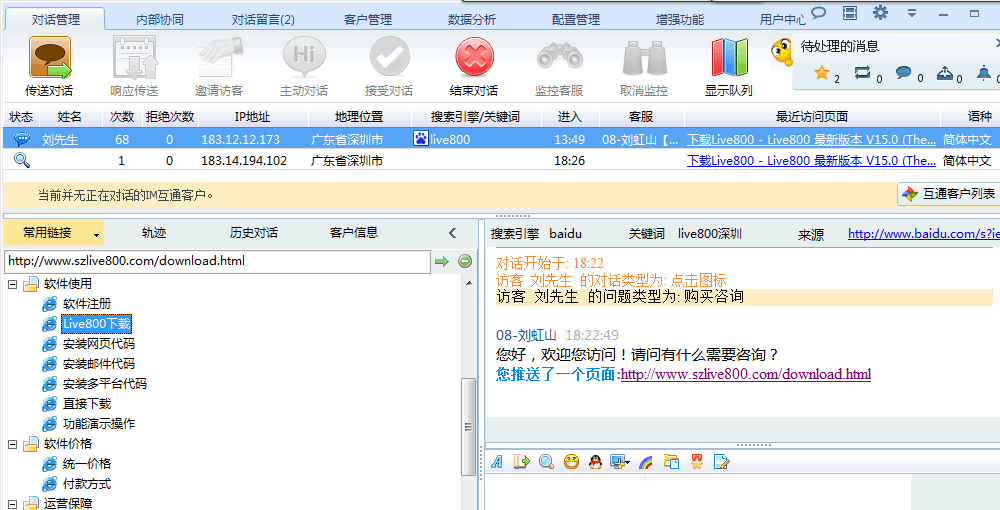 对话管理 内部协同 对话留言(2) 客户管理 数据分析 配置管理 增强功能 用户中心
待处理的消息
2 0 0 0 0
传送对话 响应传送 邀请访客 主动对话 接受对话 结束对话 监控客服 取消监控 显示队列
状态 姓名 次数 拒绝次数 IP地址 地理位置 搜索引擎/关键词 进入 客服 最近访问页面 语种
刘先生 68 0 183.12.12.173 广东省深圳市 live800 13:49 08-刘虹山【... 下载Live800 - Live800 最新版本 V15.0 (The... 简体中文
1 0 183.14.194.102 广东省深圳市 18:26 下载Live800 - Live800 最新版本 V15.0 (The... 简体中文
当前并无正在对话的IM互通客户。 互通客户列表
常用链接 轨迹 历史对话 客户信息
搜索引擎 baidu 关键词 live800深圳 来源 http://www.baidu.com/s?ie
http://www.szlive800.com/download.html
软件使用
软件注册
Live800下载
安装网页代码
安装邮件代码
安装多平台代码
直接下载
功能演示操作
软件价格
统一价格
付款方式
运营保障
对话开始于: 18:22
访客 刘先生 的对话类型为: 点击图标
访客 刘先生 的问题类型为: 购买咨询
08-刘虹山 18:22:49
您好，欢迎您访问！请问有什么需要咨询？
您推送了一个页面:http://www.szlive800.com/download.html